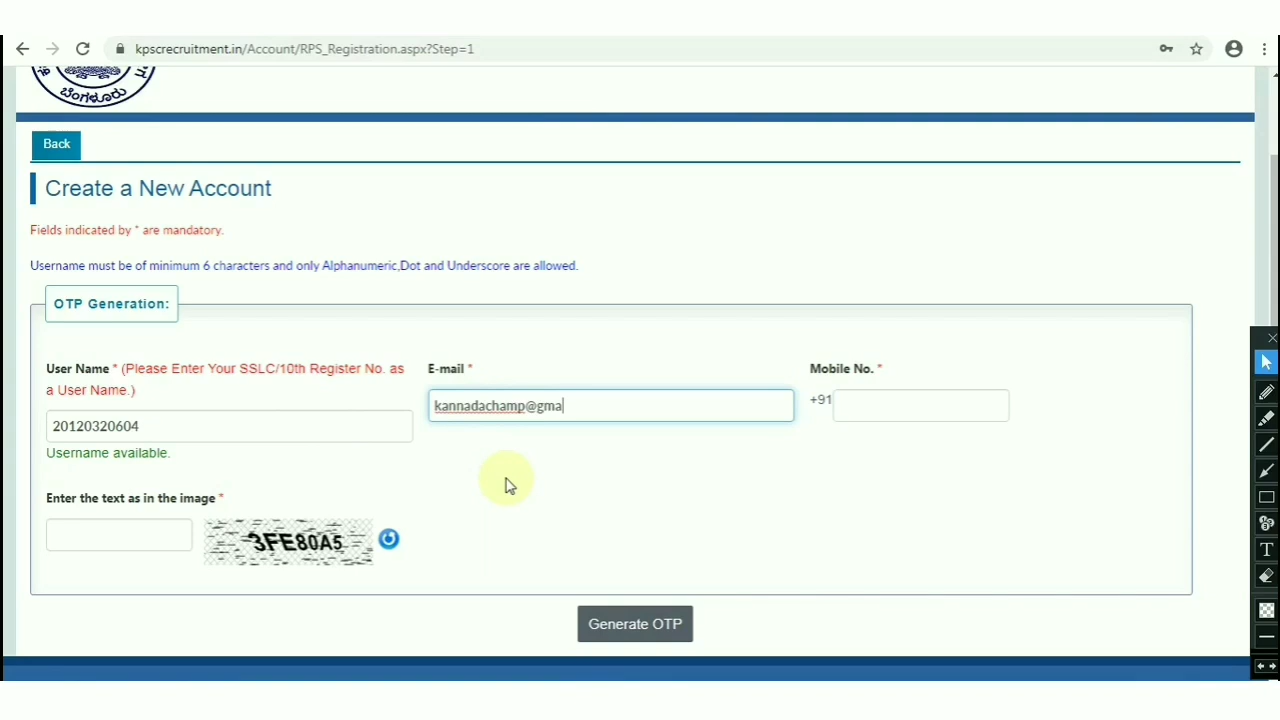 kpscrecruitment.in/Account/RPS_Registration.aspx?Step=1
ಬೆಂಗಳೂರು
Back
Create a New Account
Fields indicated by * are mandatory.
Username must be of minimum 6 characters and only Alphanumeric,Dot and Underscore are allowed.
OTP Generation:
User Name * (Please Enter Your SSLC/10th Register No. as
a User Name.)
E-mail *
Mobile No. *
20120320604
kannadachamp@gma
+91
Username available.
Enter the text as in the image *
3FE80A5
Generate OTP